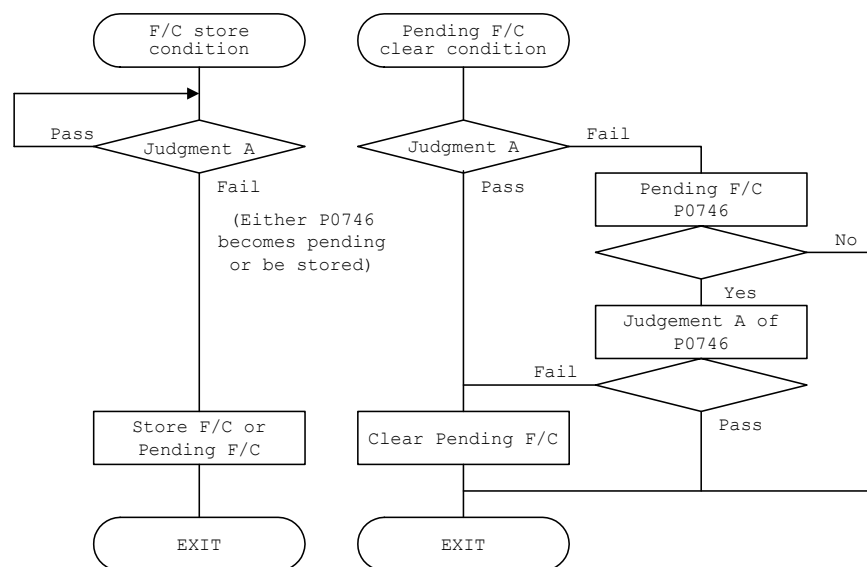 F/C store
condition
Pass
Judgment A
Fail
(Either P0746
becomes pending
or be stored)
Store F/C or
Pending F/C
EXIT
Pending F/C
clear condition
Judgment A
Fail
Pass
Pending F/C
P0746
No
Yes
Judgement A of
P0746
Fail
Pass
Clear Pending F/C
EXIT